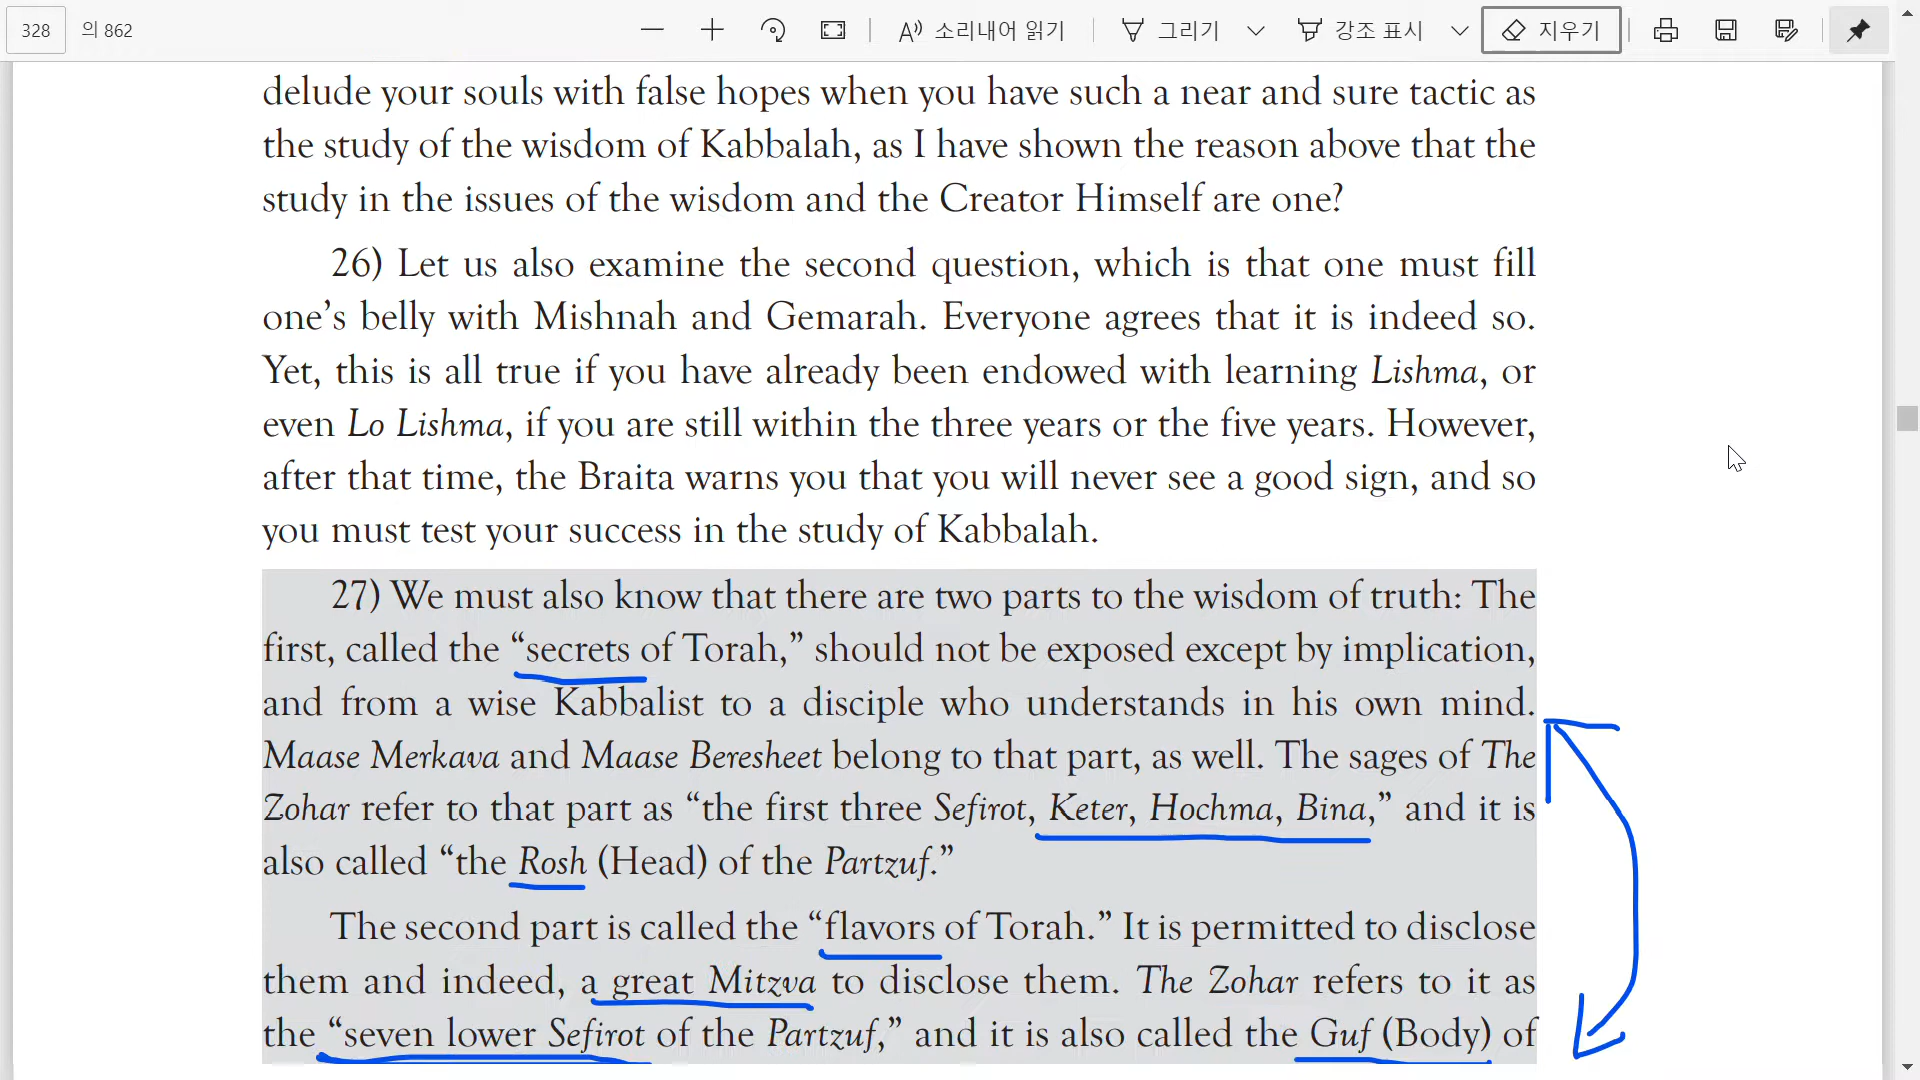 328 의 862 소리내어 읽기 그리기 강조 표시 지우기
delude your souls with false hopes when you have such a near and sure tactic as
the study of the wisdom of Kabbalah, as I have shown the reason above that the
study in the issues of the wisdom and the Creator Himself are one?
26) Let us also examine the second question, which is that one must fill
one’s belly with Mishnah and Gemarah. Everyone agrees that it is indeed so.
Yet, this is all true if you have already been endowed with learning Lishma, or
even Lo Lishma, if you are still within the three years or the five years. However,
after that time, the Braita warns you that you will never see a good sign, and so
you must test your success in the study of Kabbalah.
27) We must also know that there are two parts to the wisdom of truth: The
first, called the “secrets of Torah,” should not be exposed except by implication,
and from a wise Kabbalist to a disciple who understands in his own mind.
Maase Merkava and Maase Beresheet belong to that part, as well. The sages of The
Zohar refer to that part as “the first three Sefirot, Keter, Hochma, Bina,” and it is
also called “the Rosh (Head) of the Partzuf.”
The second part is called the “flavors of Torah.” It is permitted to disclose
them and indeed, a great Mitzva to disclose them. The Zohar refers to it as
the “seven lower Sefirot of the Partzuf,” and it is also called the Guf (Body) of